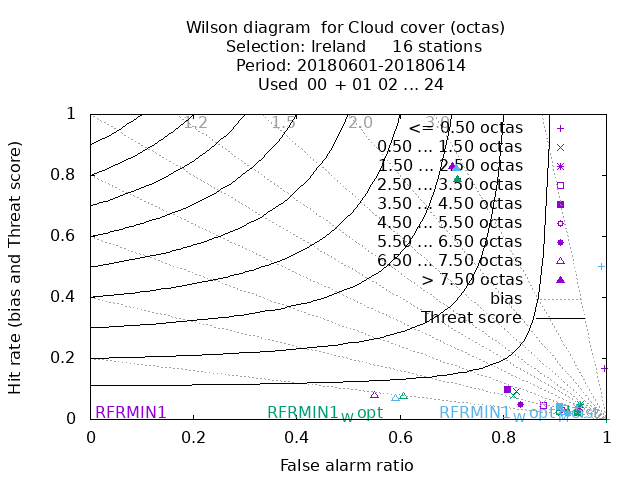 Wilson diagram  for Cloud cover (octas)
Selection: Ireland     16 stations
Period: 20180601-20180614
Used  00 + 01 02 ... 24
Hit rate (bias and Threat score)
1
0.8
0.6
0.4
0.2
0
1.2
1.5
2.0
3.0
<= 0.50 octas
0.50 ... 1.50 octas
1.50 ... 2.50 octas
2.50 ... 3.50 octas
3.50 ... 4.50 octas
4.50 ... 5.50 octas
5.50 ... 6.50 octas
6.50 ... 7.50 octas
> 7.50 octas
bias
Threat score
RFRMIN1
RFRMIN1W opt
RFRMIN1W opt
0 0.2 0.4 0.6 0.8 1
False alarm ratio